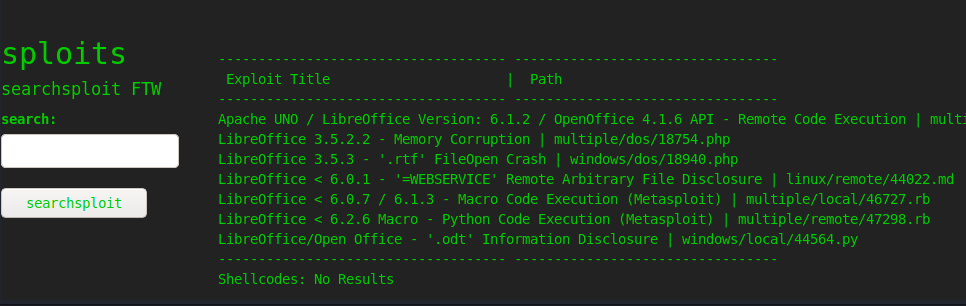 sploits
searchsploit FTW
search:
searchsploit
------------------------------------ ---------------------------------
Exploit Title | Path
------------------------------------ ---------------------------------
Apache UNO / LibreOffice Version: 6.1.2 / OpenOffice 4.1.6 API - Remote Code Execution |
LibreOffice 3.5.2.2 - Memory Corruption | multiple/dos/18754.php
LibreOffice 3.5.3 - '.rtf' FileOpen Crash | windows/dos/18940.php
LibreOffice < 6.0.1 - '=WEBSERVICE' Remote Arbitrary File Disclosure | linux/remote/44022.md
LibreOffice < 6.0.7 / 6.1.3 - Macro Code Execution (Metasploit) | multiple/local/46727.rb
LibreOffice < 6.2.6 Macro - Python Code Execution (Metasploit) | multiple/remote/47298.rb
LibreOffice/Open Office - '.odt' Information Disclosure | windows/local/44564.py
------------------------------------ ---------------------------------
Shellcodes: No Results